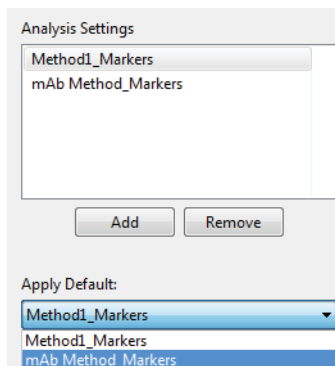 Analysis Settings
Method1_Markers
mAb Method_Markers
Add Remove
Apply Default:
Method1_Markers
Method1_Markers
mAb Method_Markers